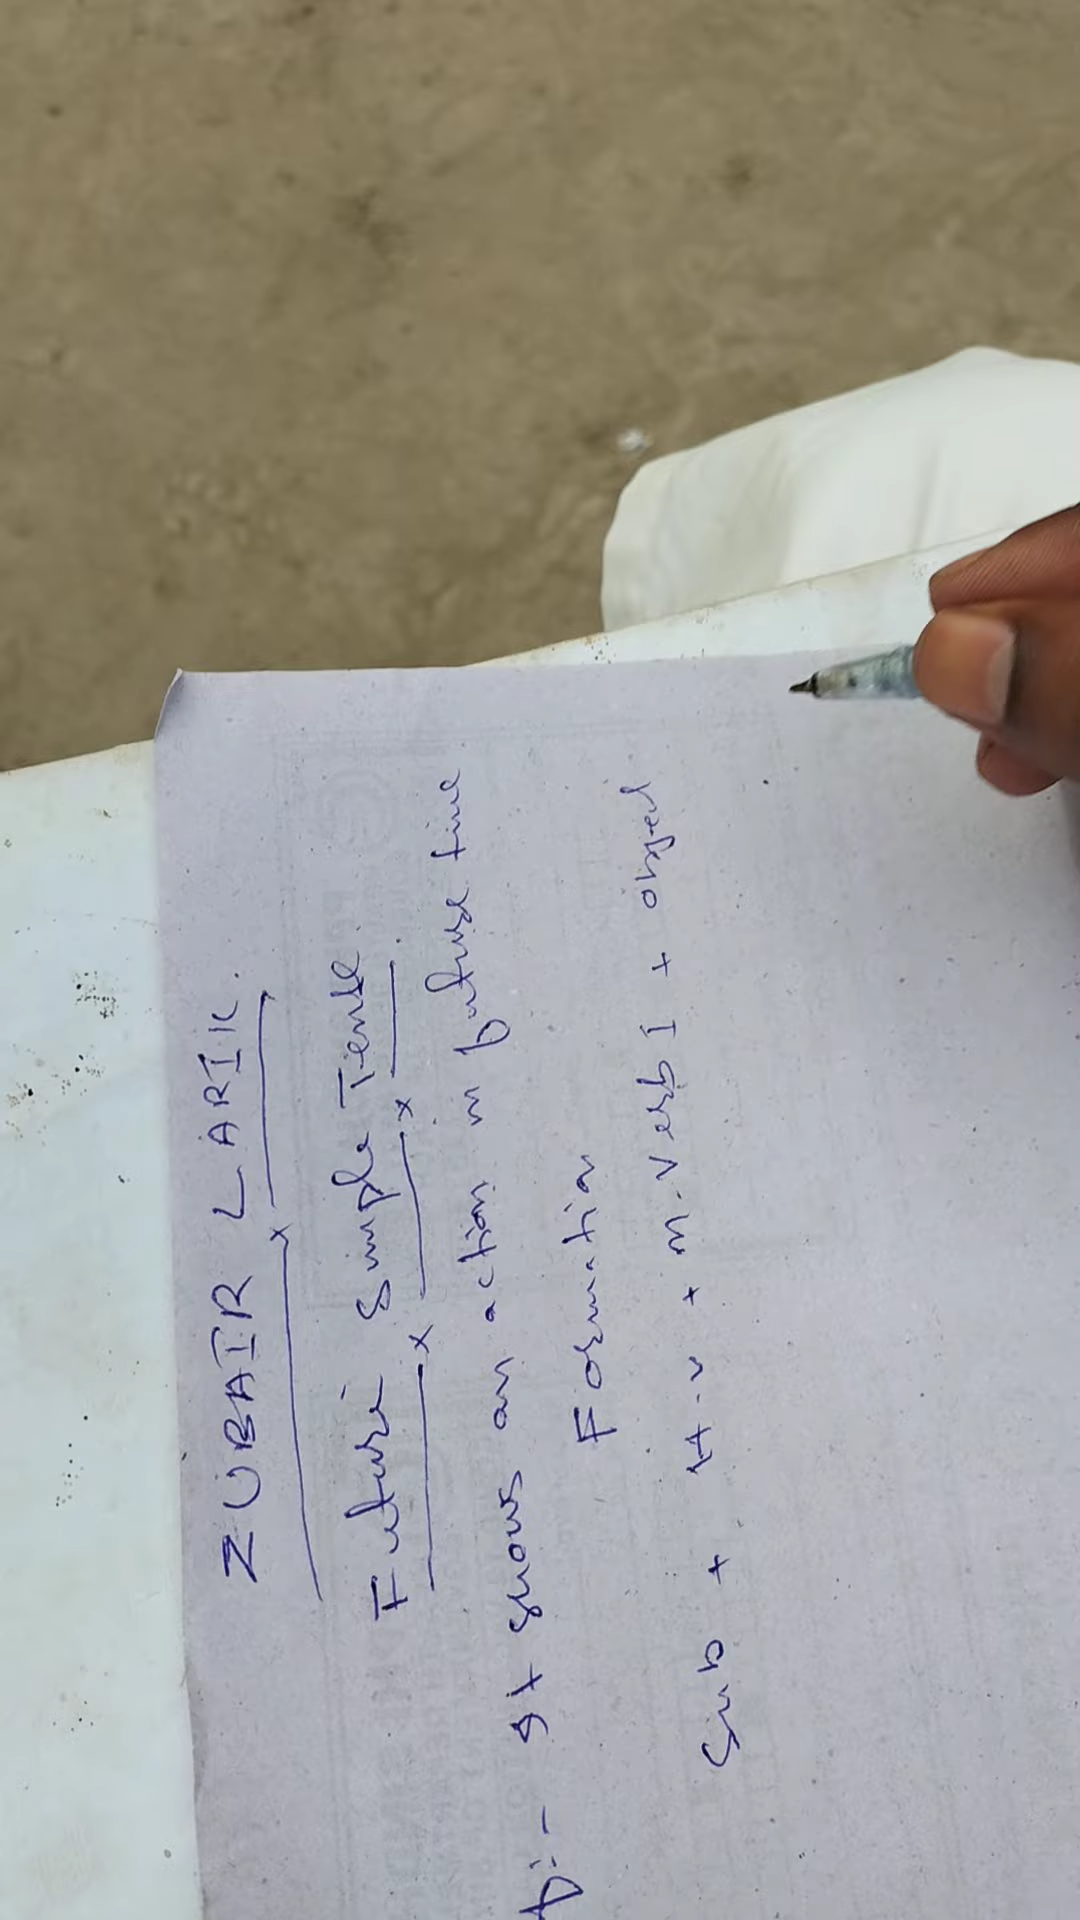 ZUBAIR LARIK.
Future Simple Tense.
D:- It shows an action in future time
Formation
Sub + H.v + m.verb I + object